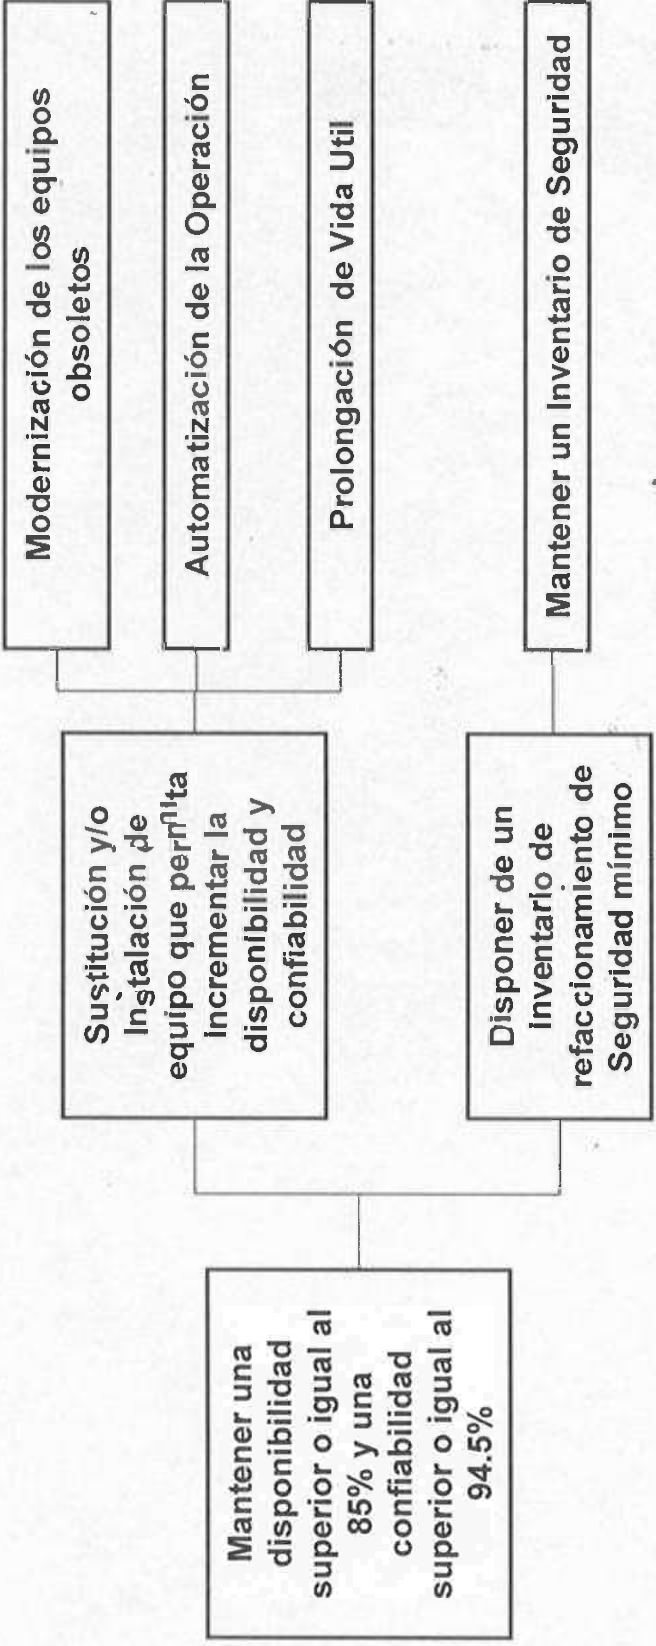 Mantener una
disponibilidad
superior o igual al
85% y una
confiabilidad
superior o igual al
94.5%
Sustitución y/o
Instalación de
equipo que permita
incrementar la
disponibilidad y
confiabilidad
Disponer de un
inventario de
refaccionamiento de
Seguridad mínimo
Modernización de los equipos
obsoletos
Automatización de la Operación
Prolongación de Vida Util
Mantener un Inventario de Seguridad